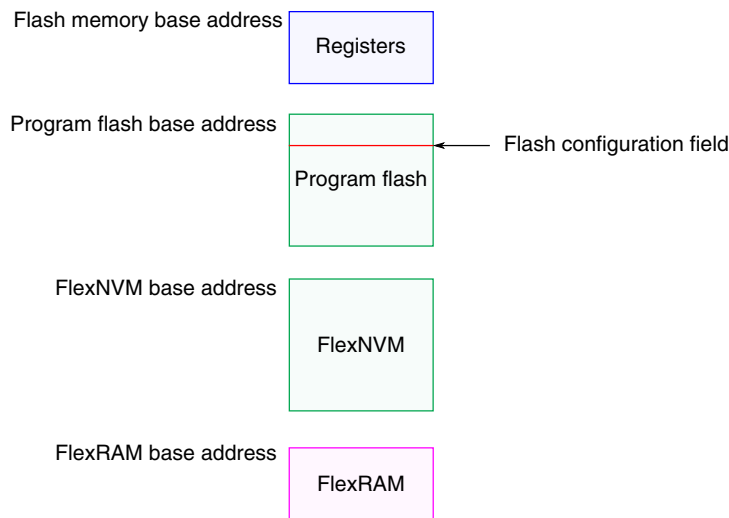 Flash memory base address
Registers
Program flash base address
Flash configuration field
Program flash
FlexNVM base address
FlexNVM
FlexRAM base address
FlexRAM